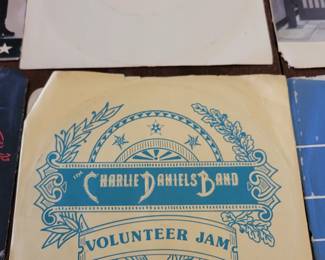 THE CHARLIE DANIELS BAND
VOLUNTEER JAM